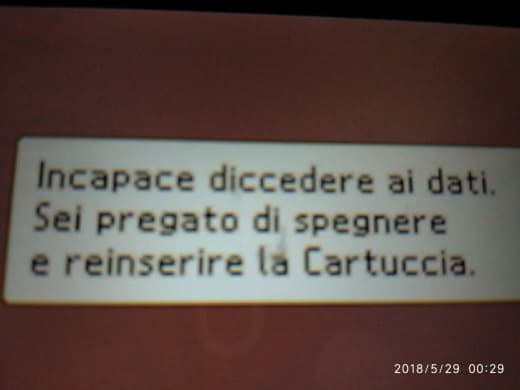 Incapace diccedere ai dati.
Sei pregato di spegnere
e reinserire la Cartuccia.
2018/5/29 00:29